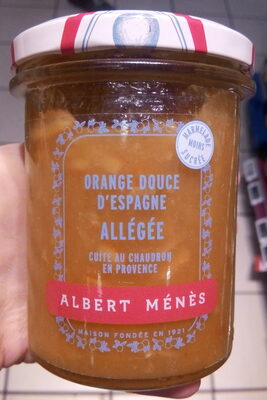 MARMELADE
MOINS
SUCRÉE
ORANGE DOUCE
D'ESPAGNE
ALLÉGÉE
CUITE AU CHAUDRON
EN PROVENCE
ALBERT MÉNÈS
MAISON FONDÉE EN 1921